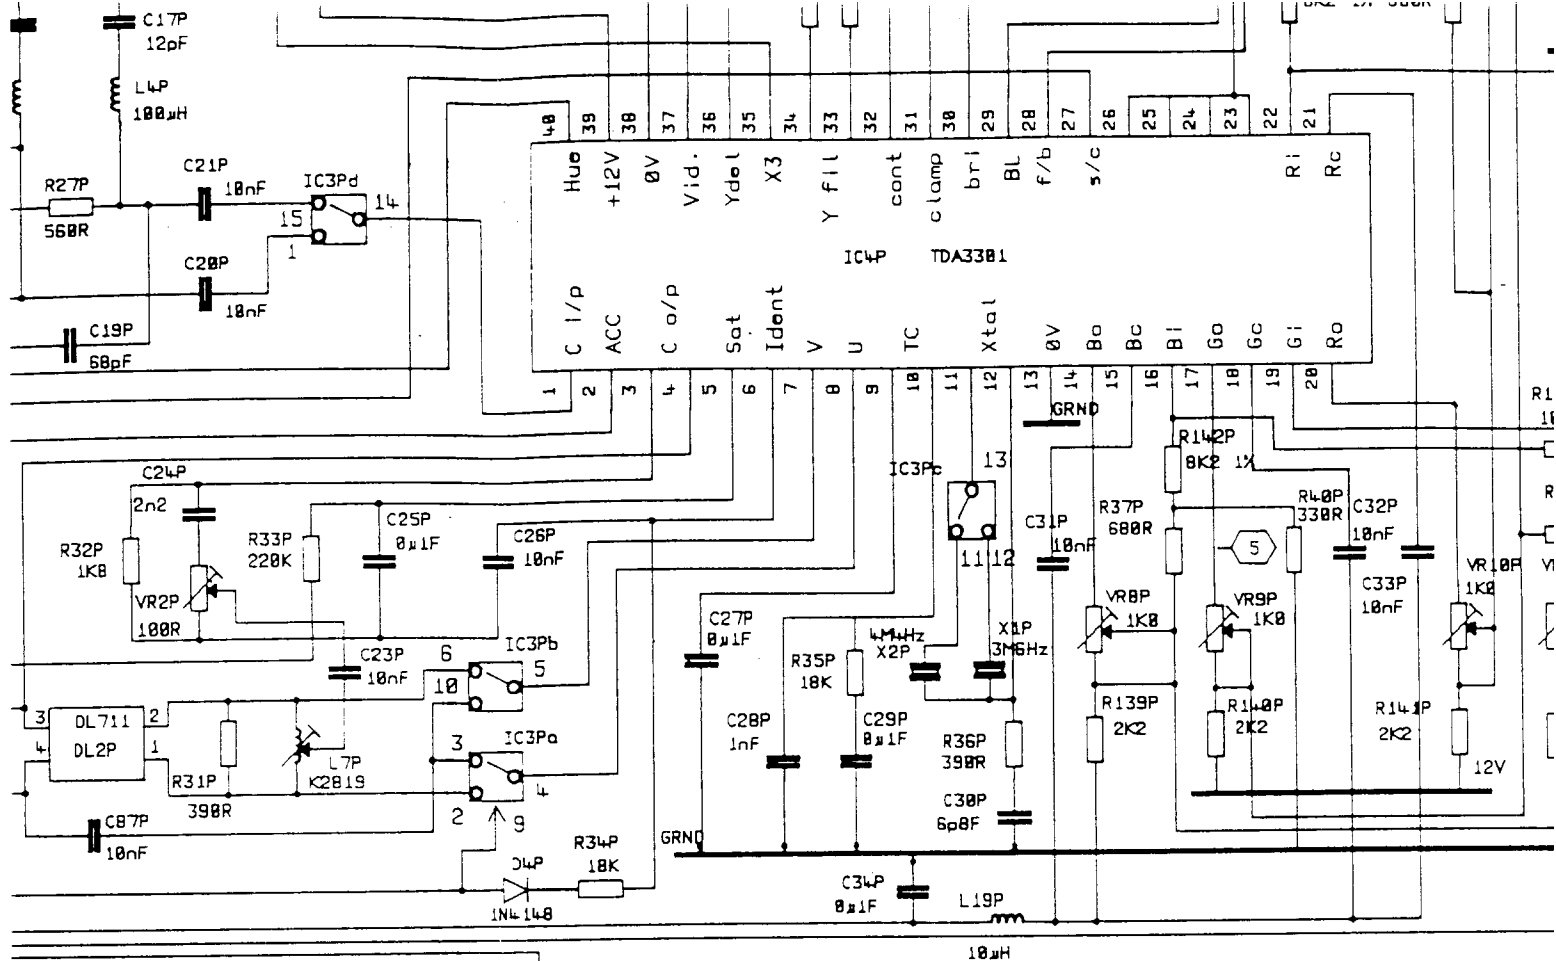 C17P
12pF
L4P
100µH
40 39 38 37 36 35 34 33 32 31 30 29 28 27 26 25 24 23 22 21
Hue +12V 0V Vid. Ydel X3 Y fil cont clamp bri BL f/b s/c Ri Rc
C21P
10nF
IC3Pd
14
15
1
R27P
560R
C20P
10nF
IC4P TDA3301
C19P
68pF
C i/p ACC C o/p Sat Ident V U TC Xtal 0V Bo Bc Bi Go Gc Gi Ro
1 2 3 4 5 6 7 8 9 10 11 12 13 14 15 16 17 18 19 20
GRND
C24P
2n2
R32P
1K8
VR2P
100R
R33P
220K
C25P
0µ1F
C26P
10nF
IC3Pc
13
11 12
C31P
10nF
R142P
8K2 1%
R37P
680R
5
R40P
330R
C32P
10nF
C33P
10nF
VR10P
1K0
C23P
10nF
IC3Pb
6
10
5
C27P
0µ1F
4M4Hz
X2P
X1P
3M6Hz
VR8P
1K0
VR9P
1K0
R35P
18K
3
4
DL711
DL2P
2
1
R31P
390R
L7P
K2819
IC3Pa
3
2
4
9
C28P
1nF
C29P
0µ1F
R36P
390R
R139P
2K2
R140P
2K2
R141P
2K2
12V
C30P
6p8F
C87P
10nF
GRND
R34P
18K
D4P
1N4148
C34P
0µ1F
L19P
10µH